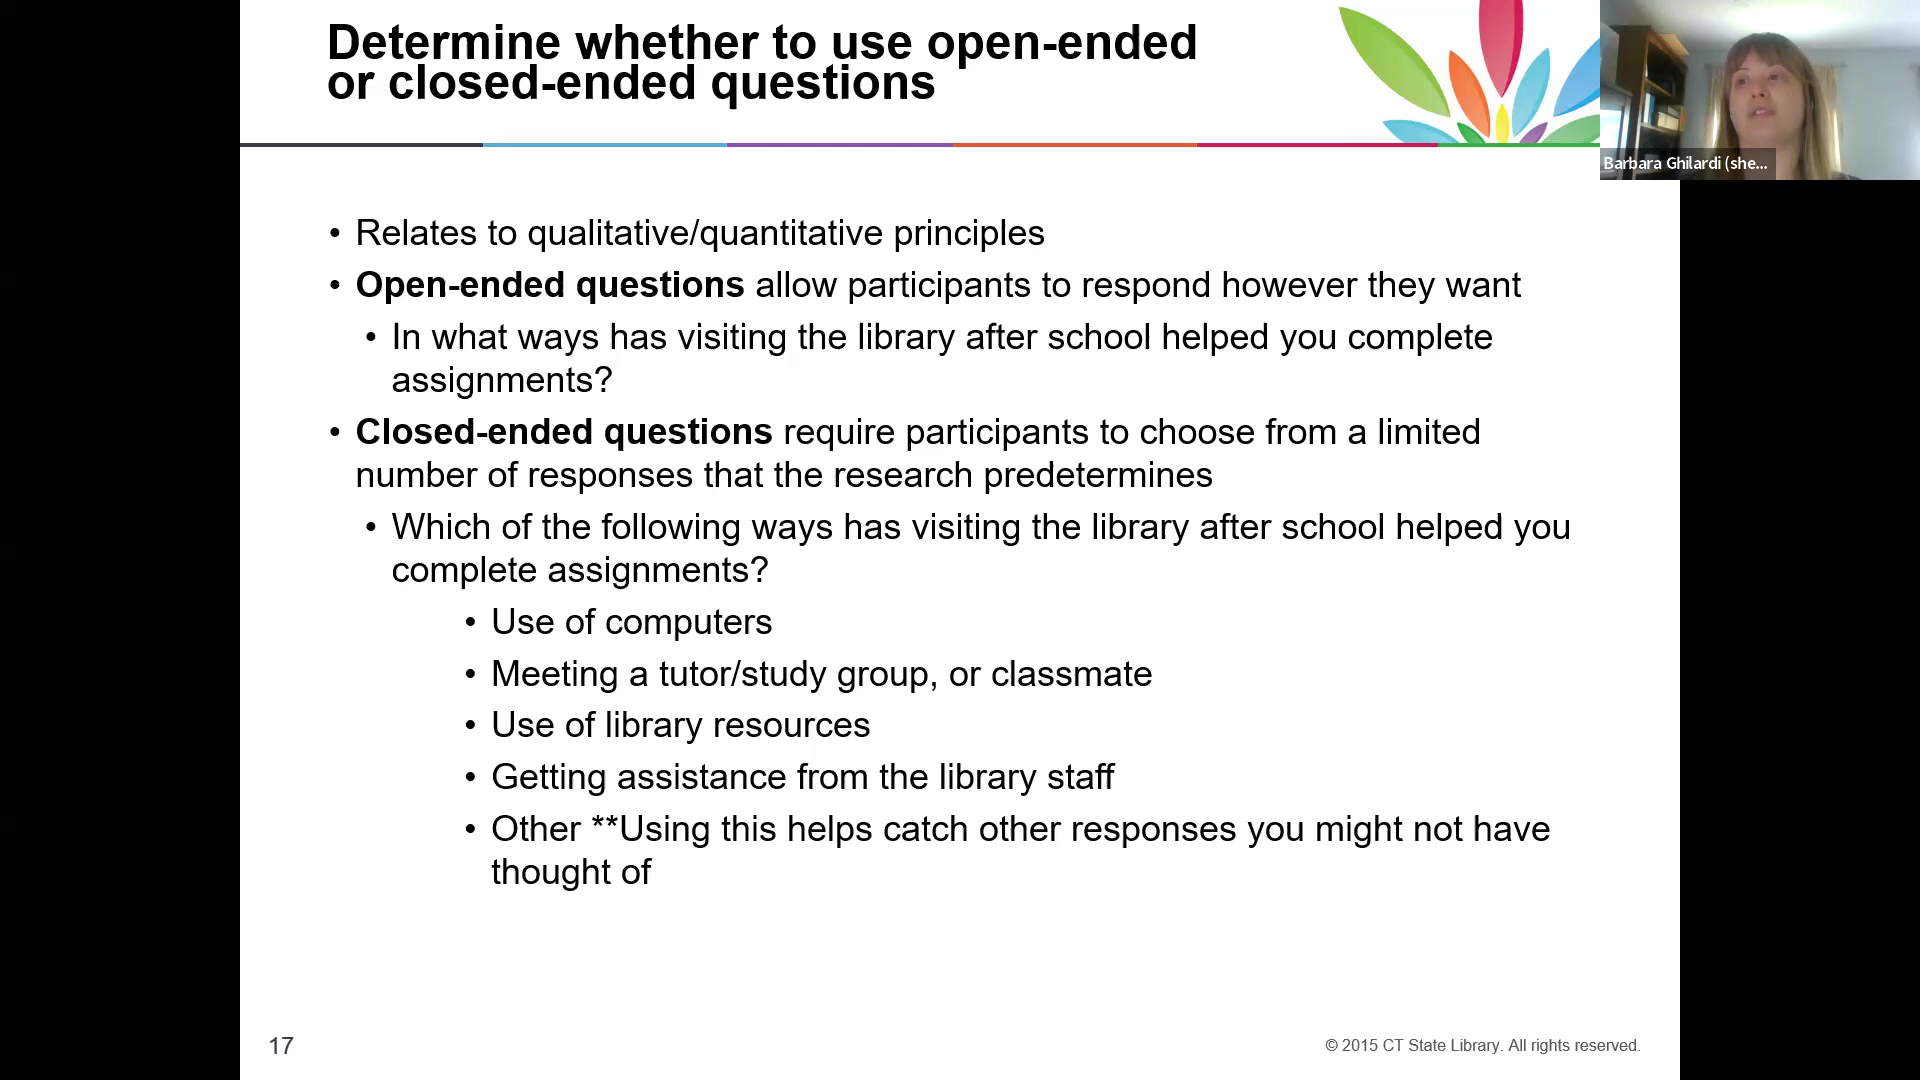 Determine whether to use open-ended
or closed-ended questions
Barbara Ghilardi (she...
• Relates to qualitative/quantitative principles
• Open-ended questions allow participants to respond however they want
• In what ways has visiting the library after school helped you complete
assignments?
• Closed-ended questions require participants to choose from a limited
number of responses that the research predetermines
• Which of the following ways has visiting the library after school helped you
complete assignments?
• Use of computers
• Meeting a tutor/study group, or classmate
• Use of library resources
• Getting assistance from the library staff
• Other **Using this helps catch other responses you might not have
thought of
17
© 2015 CT State Library. All rights reserved.